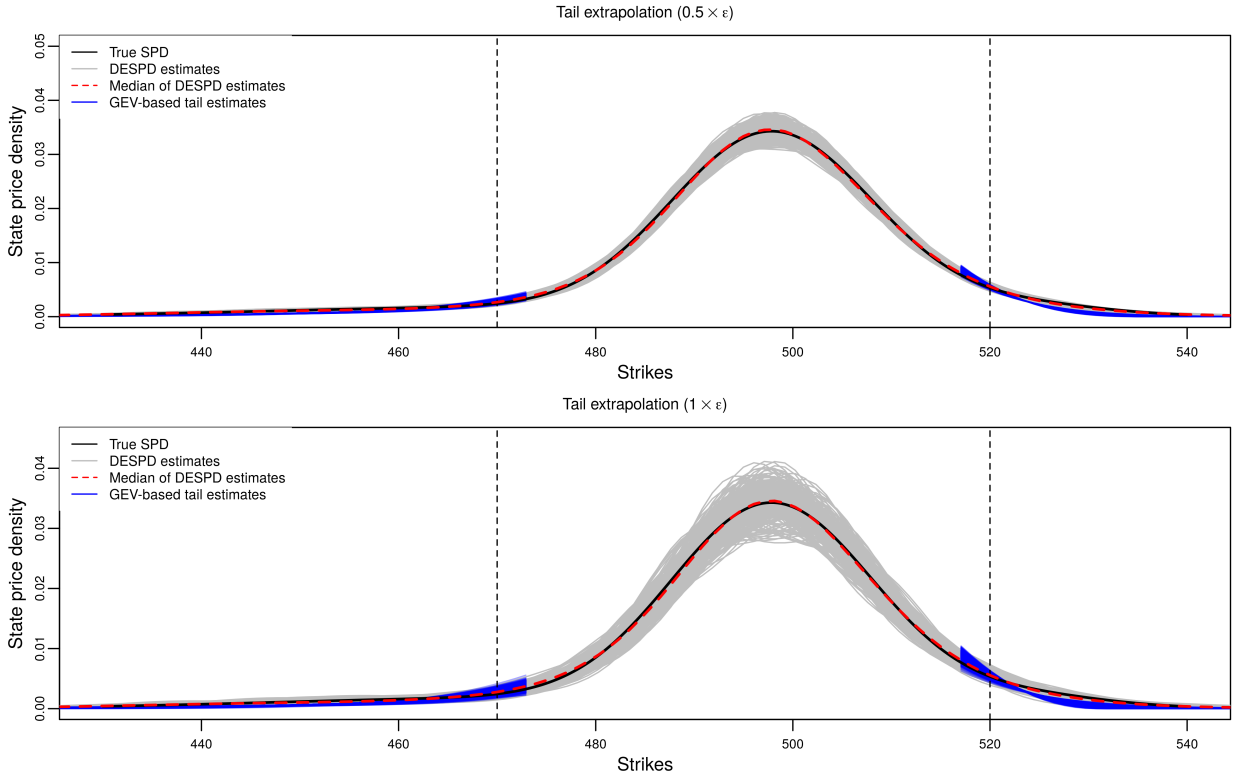 Tail extrapolation (0.5 × ε)
0.05
0.04
0.03
0.02
0.01
0.00
State price density
True SPD
DESPD estimates
Median of DESPD estimates
GEV-based tail estimates
440 460 480 500 520 540
Strikes
Tail extrapolation (1 × ε)
0.04
0.03
0.02
0.01
0.00
State price density
True SPD
DESPD estimates
Median of DESPD estimates
GEV-based tail estimates
440 460 480 500 520 540
Strikes